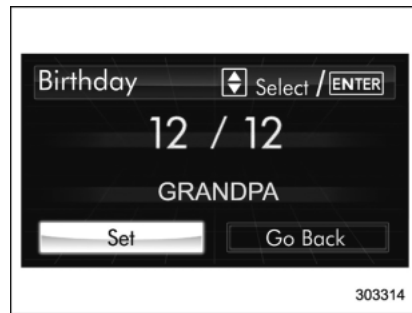 Birthday Select / ENTER
12 / 12
GRANDPA
Set Go Back
303314